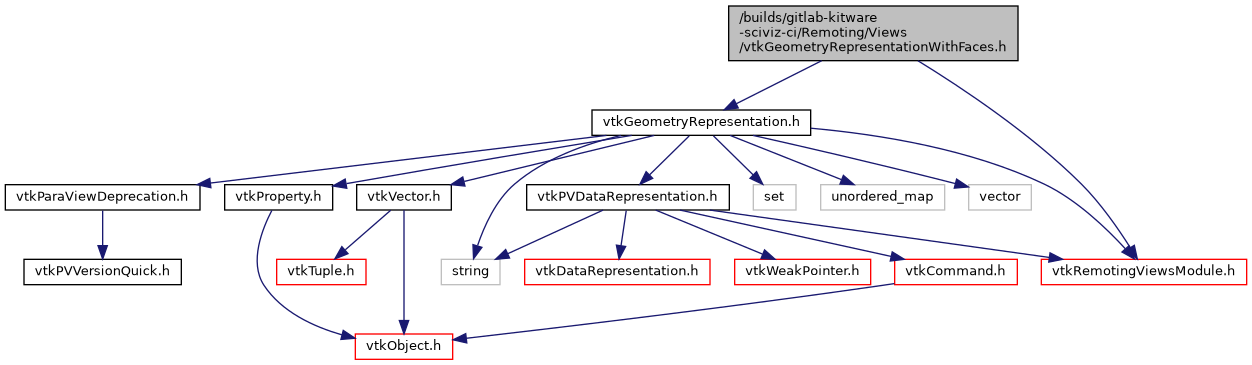 /builds/gitlab-kitware
-sciviz-ci/Remoting/Views
/vtkGeometryRepresentationWithFaces.h
vtkGeometryRepresentation.h
vtkParaViewDeprecation.h
vtkProperty.h
vtkVector.h
vtkPVDataRepresentation.h
set
unordered_map
vector
vtkPVVersionQuick.h
vtkTuple.h
string
vtkDataRepresentation.h
vtkWeakPointer.h
vtkCommand.h
vtkRemotingViewsModule.h
vtkObject.h